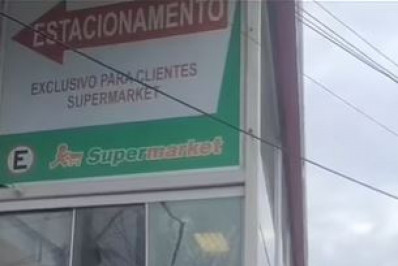 ESTACIONAMENTO
EXCLUSIVO PARA CLIENTES
SUPERMARKET
E Supermarket